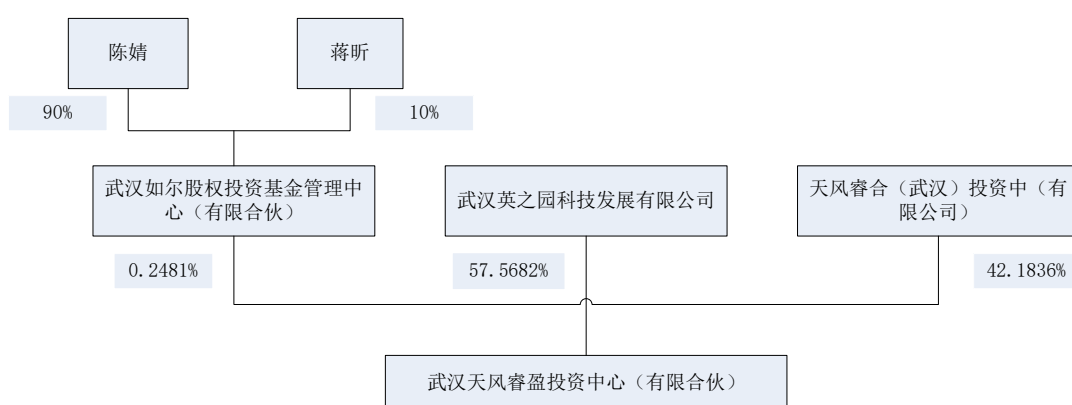 陈婧
蒋昕
90%
10%
武汉如尔股权投资基金管理中
心（有限合伙）
武汉英之园科技发展有限公司
天风睿合（武汉）投资中（有
限公司）
0.2481%
57.5682%
42.1836%
武汉天风睿盈投资中心（有限合伙）